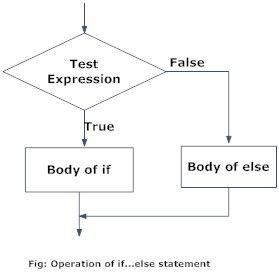 Test
Expression
False
True
Body of if
Body of else
Fig: Operation of if...else statement